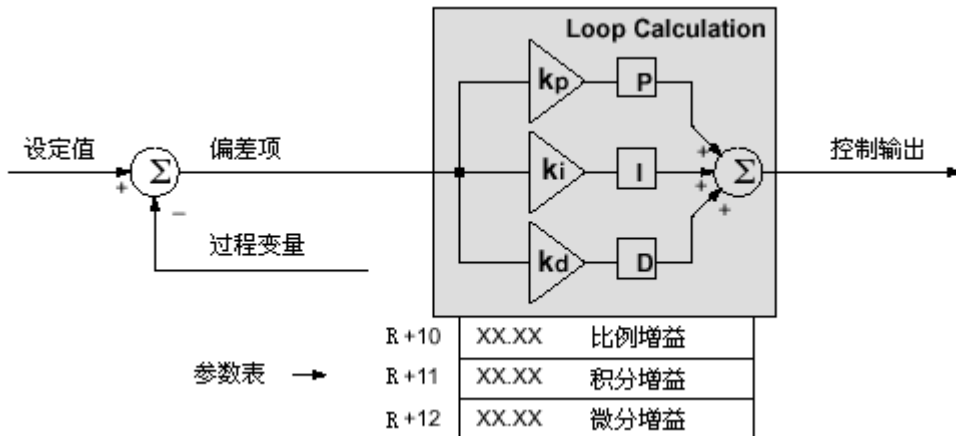 Loop Calculation
kp P
设定值 Σ 偏差项 ki I Σ 控制输出
+ + + +
−
过程变量 kd D
R +10 XX.XX 比例增益
参数表 R +11 XX.XX 积分增益
R +12 XX.XX 微分增益